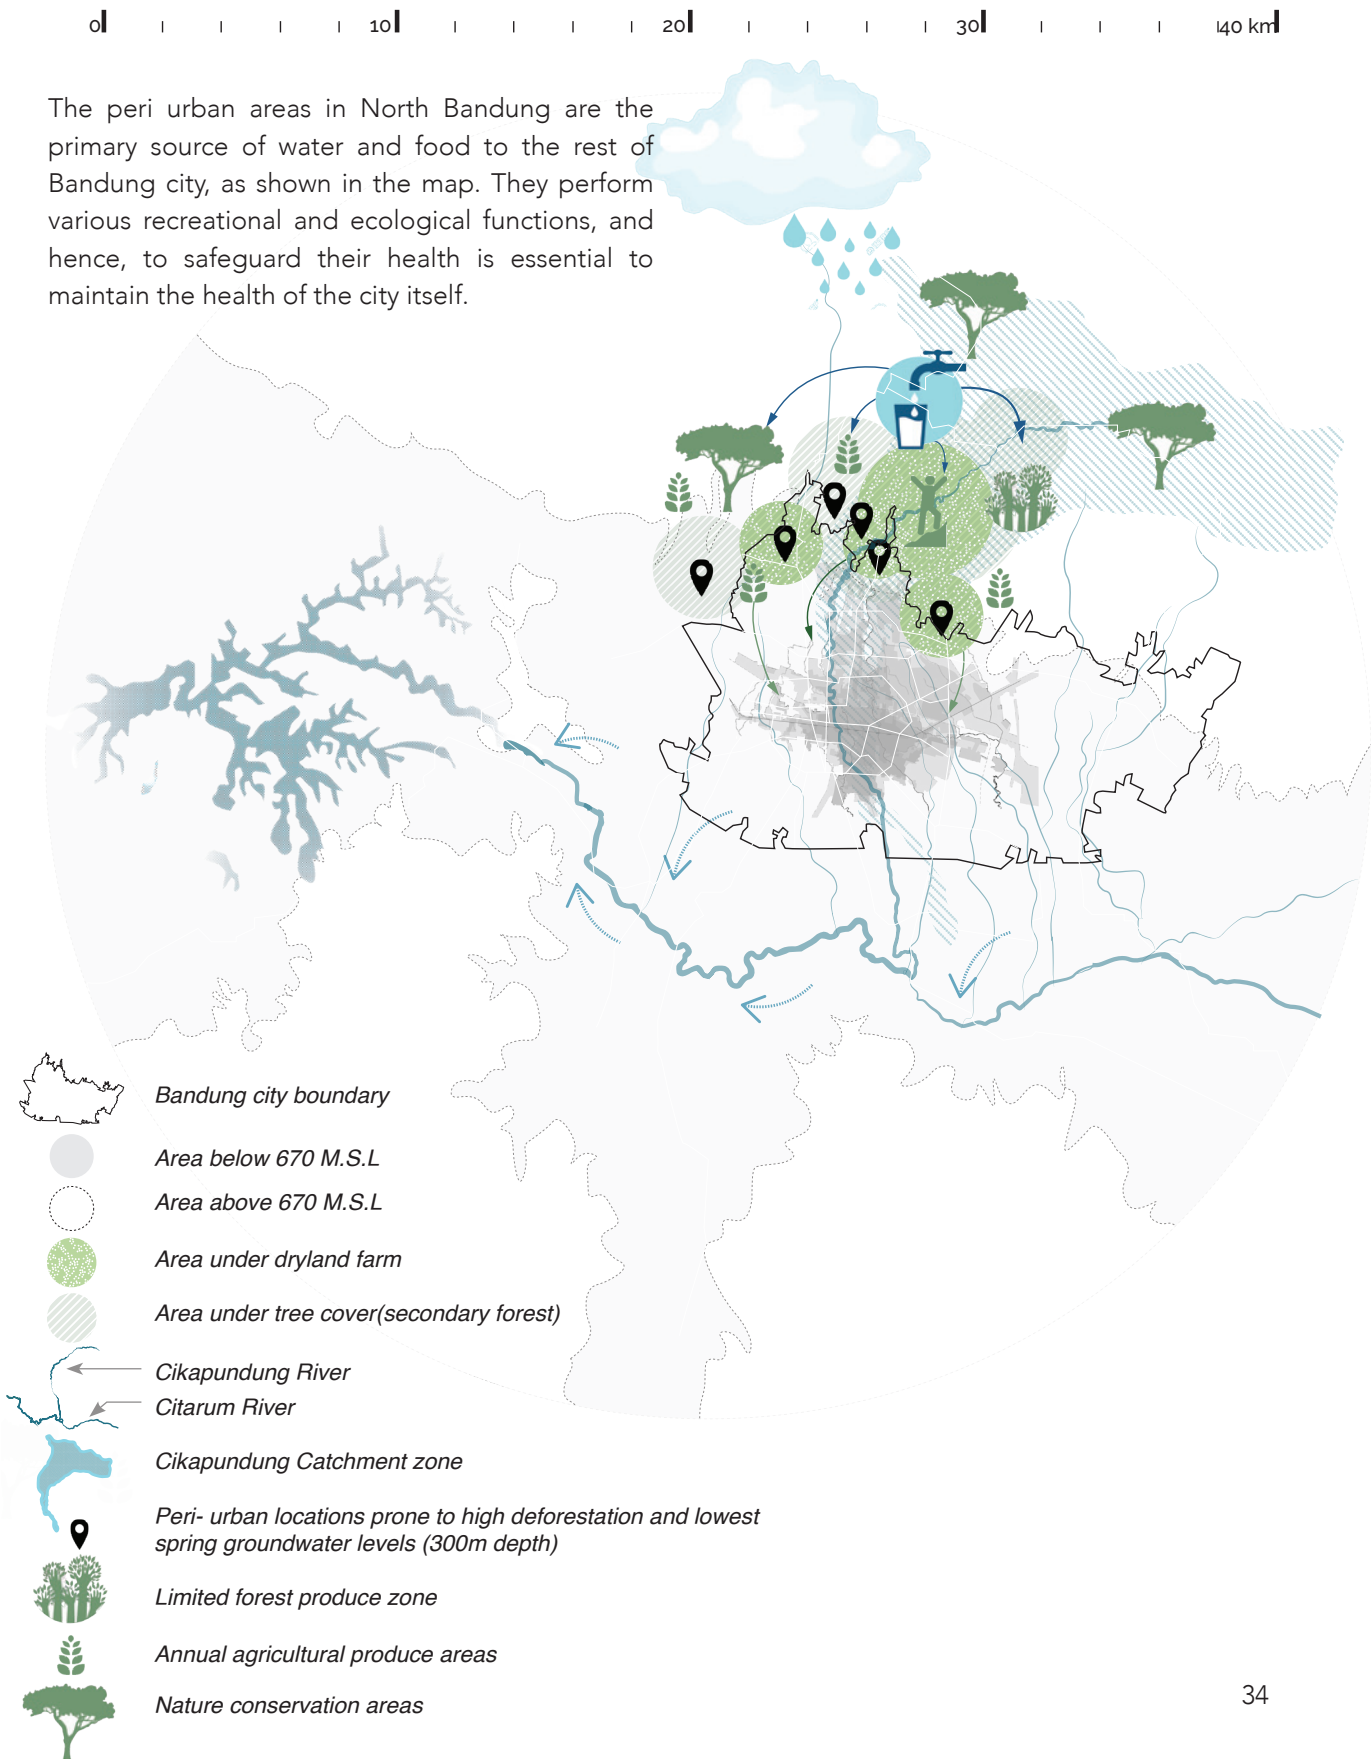 0 10 20 30 40 km
The peri urban areas in North Bandung are the
primary source of water and food to the rest of
Bandung city, as shown in the map. They perform
various recreational and ecological functions, and
hence, to safeguard their health is essential to
maintain the health of the city itself.
Bandung city boundary
Area below 670 M.S.L
Area above 670 M.S.L
Area under dryland farm
Area under tree cover(secondary forest)
Cikapundung River
Citarum River
Cikapundung Catchment zone
Peri- urban locations prone to high deforestation and lowest
spring groundwater levels (300m depth)
Limited forest produce zone
Annual agricultural produce areas
Nature conservation areas
34